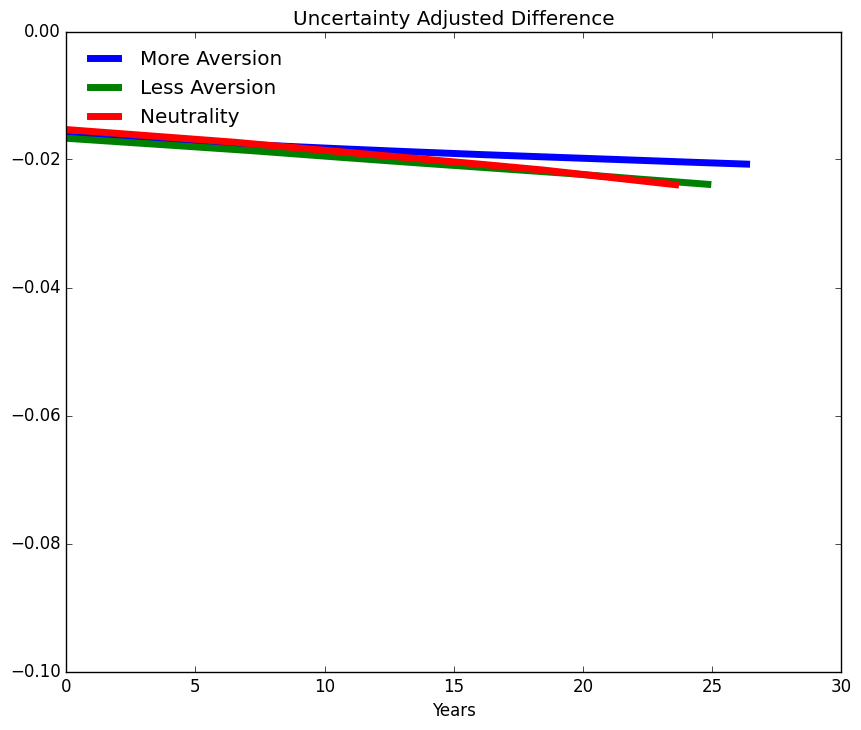 Uncertainty Adjusted Difference
0.00
More Aversion
Less Aversion
Neutrality
−0.02
−0.04
−0.06
−0.08
−0.10
0 5 10 15 20 25 30
Years